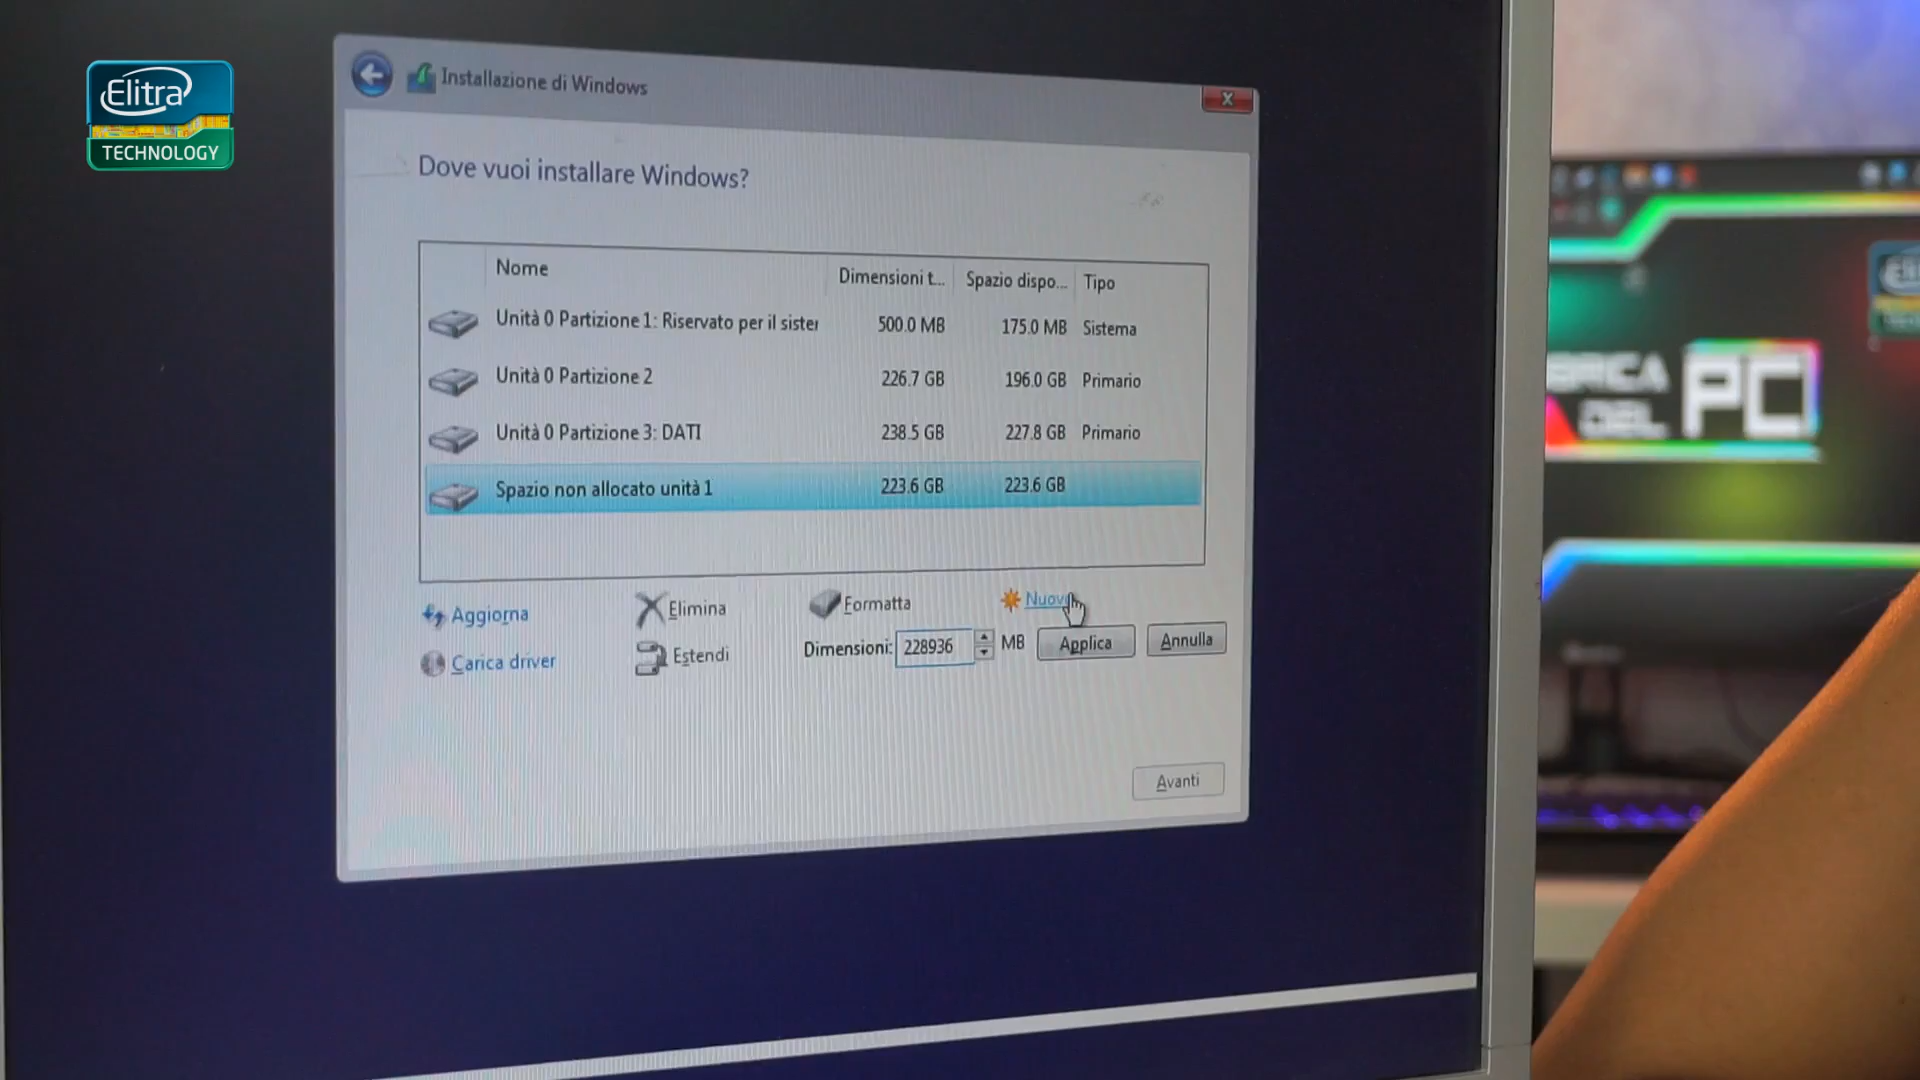 Elitra
TECHNOLOGY
Installazione di Windows
X
Dove vuoi installare Windows?
Nome Dimensioni t... Spazio dispo... Tipo
Unità 0 Partizione 1: Riservato per il sister 500.0 MB 175.0 MB Sistema
Unità 0 Partizione 2 226.7 GB 196.0 GB Primario
Unità 0 Partizione 3: DATI 238.5 GB 227.8 GB Primario
Spazio non allocato unità 1 223.6 GB 223.6 GB
Aggiorna Elimina Formatta Nuovo
Carica driver Estendi Dimensioni: 228936 MB Applica Annulla
Avanti
DEL PC